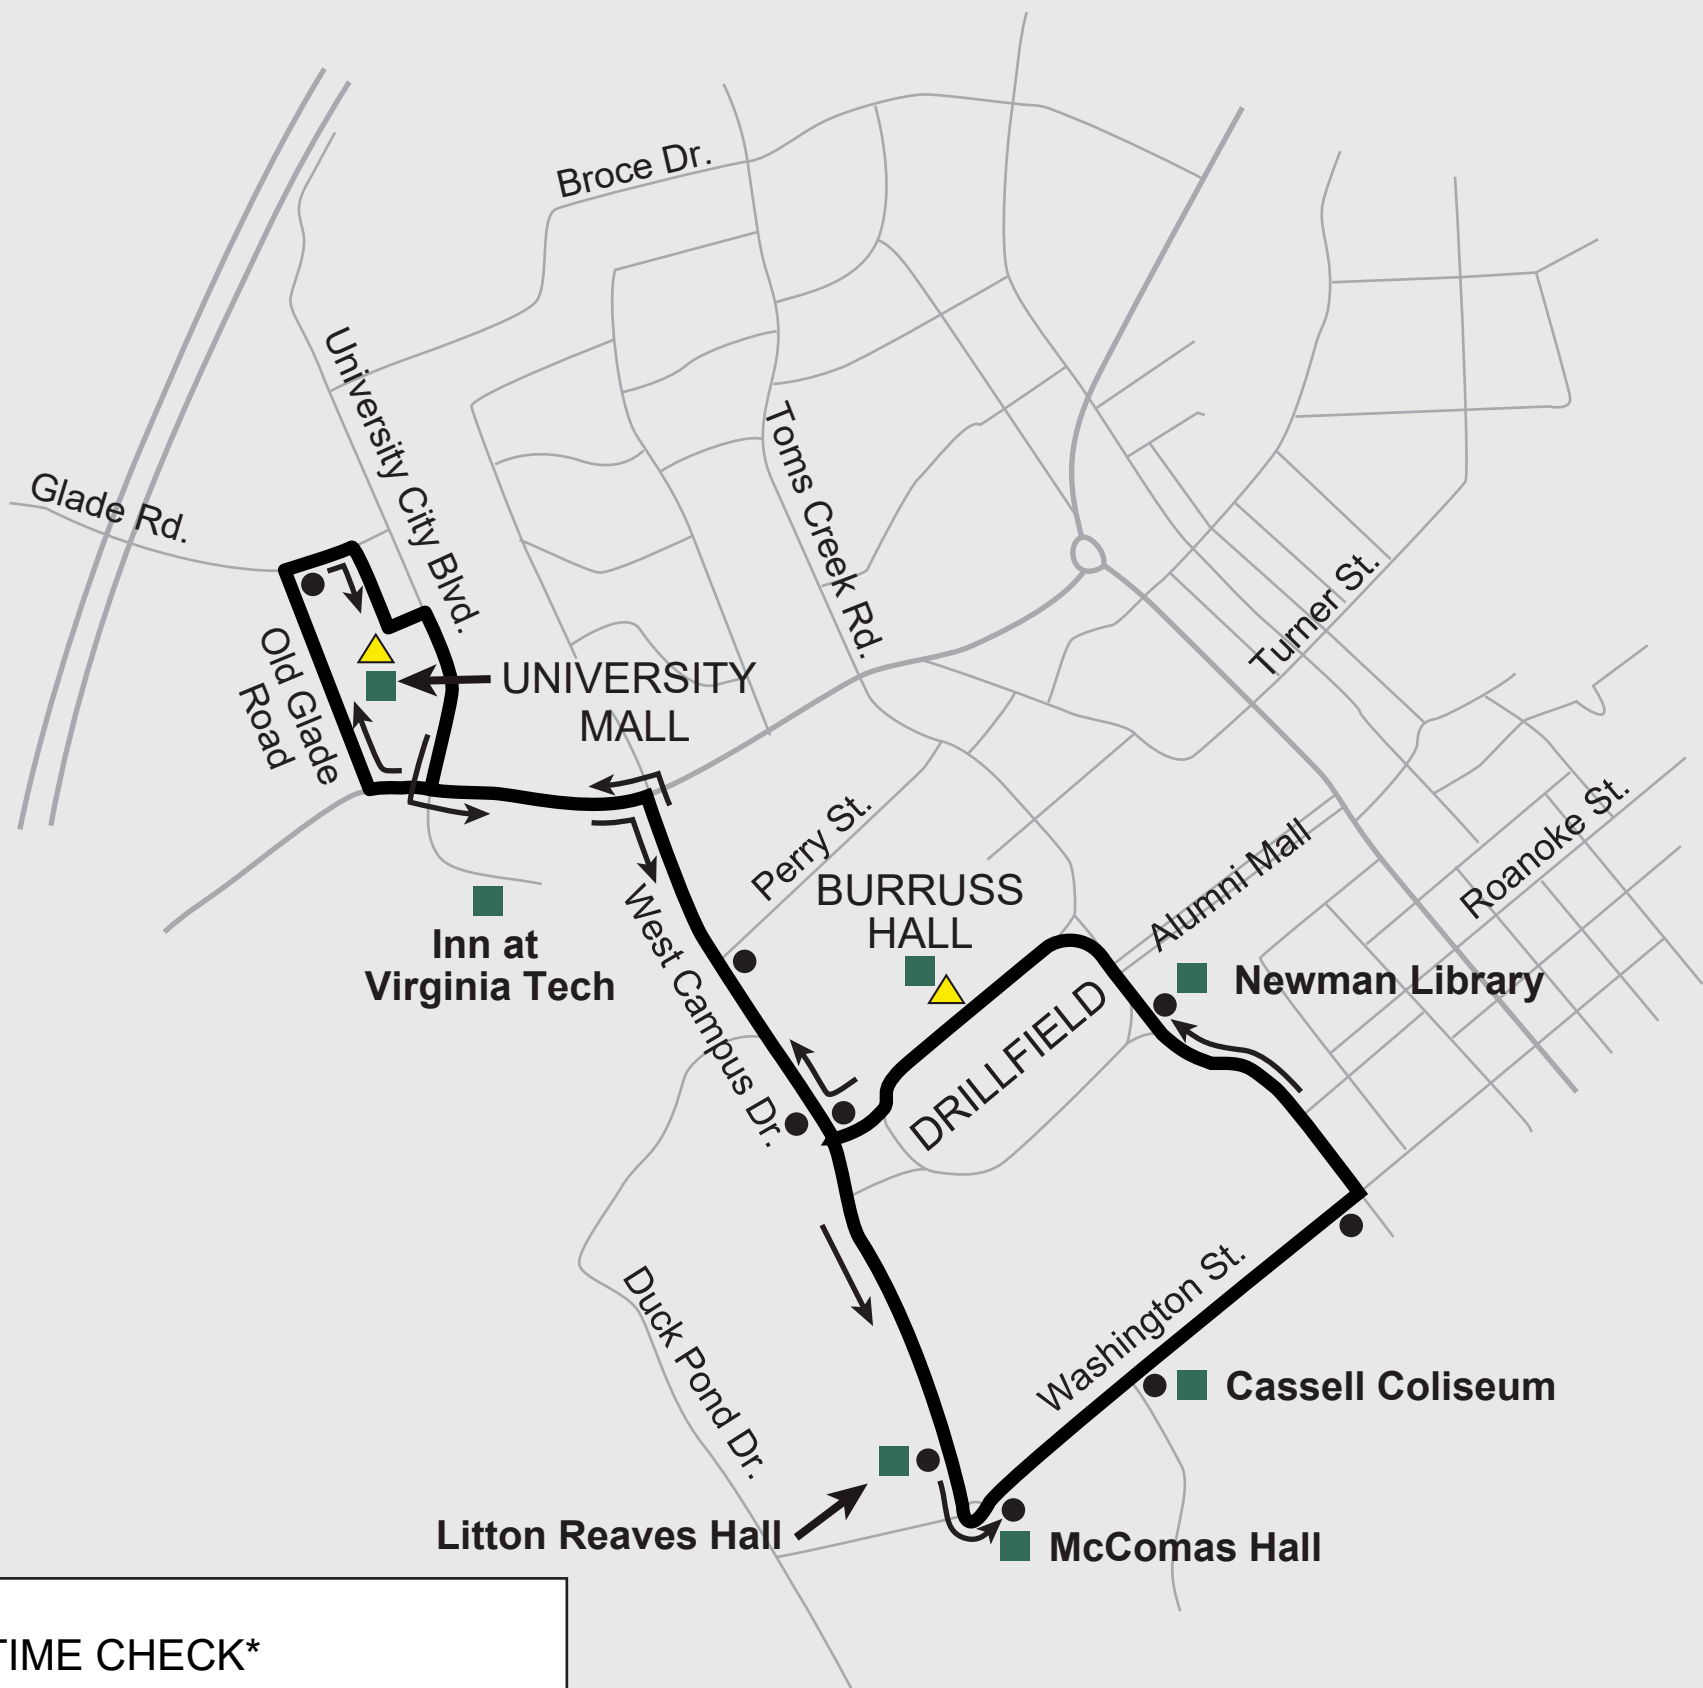 Broce Dr.
University City Blvd.
Glade Rd.
Toms Creek Rd.
Turner St.
Old Glade
Road
UNIVERSITY
MALL
Perry St.
Roanoke St.
Alumni Mall
BURRUSS
HALL
West Campus Dr.
Inn at
Virginia Tech
Newman Library
DRILLFIELD
Washington St.
Duck Pond Dr.
Cassell Coliseum
Litton Reaves Hall
McComas Hall
TIME CHECK*